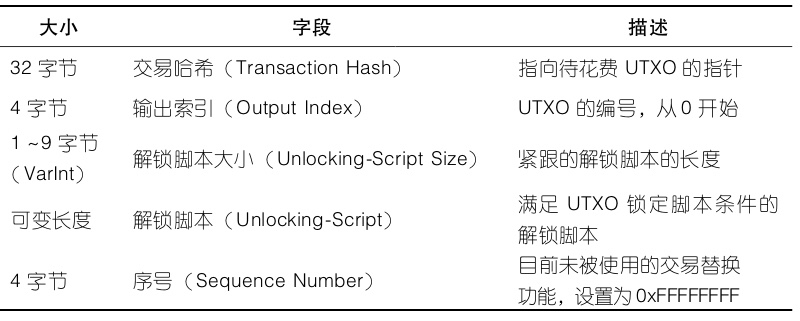 大小 字段 描述
32 字节 交易哈希（Transaction Hash） 指向待花费 UTXO 的指针
4 字节 输出索引（Output Index） UTXO 的编号，从 0 开始
1 ~9 字节
（VarInt） 解锁脚本大小（Unlocking-Script Size） 紧跟的解锁脚本的长度
可变长度 解锁脚本（Unlocking-Script） 满足 UTXO 锁定脚本条件的
解锁脚本
4 字节 序号（Sequence Number） 目前未被使用的交易替换
功能，设置为 0xFFFFFFFF